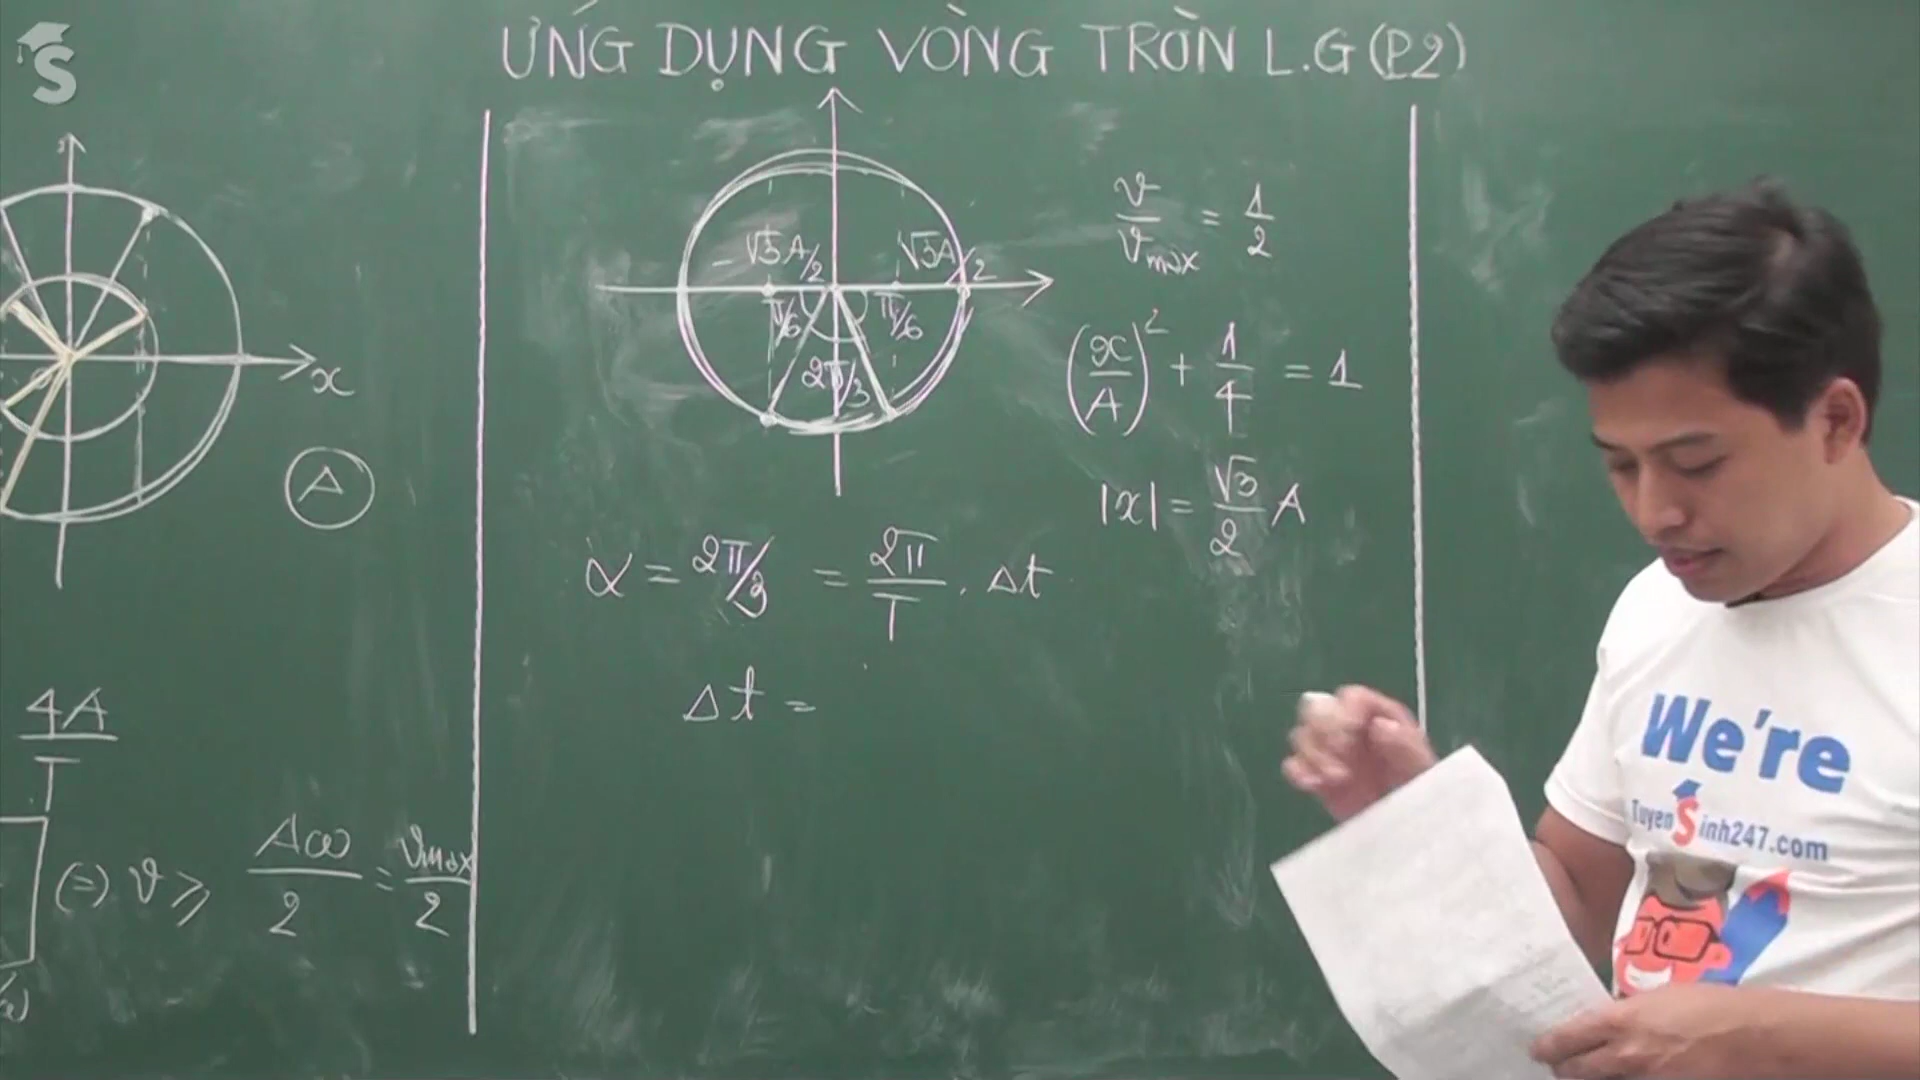 ỨNG DỤNG VÒNG TRÒN L.G (P2)
x
A
4A/T
(=) v ⩾ Aω/2 = vmax/2
-√3A/2 √3A/2
π/6 π/6
2π/3
α = 2π/3 = 2π/T . Δt
Δt =
v/vmax = 1/2
(x/A)² + 1/4 = 1
|x| = √3/2 A
We're
TuyenSinh247.com
S